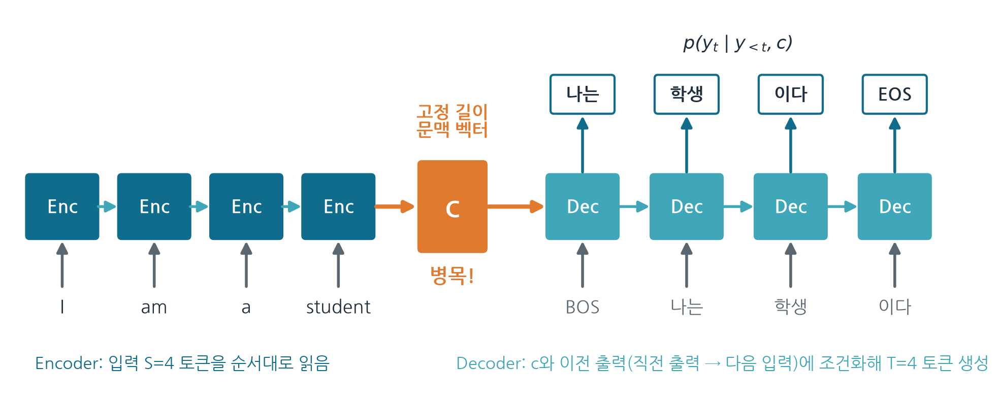 p(y_t | y_{<t}, c)
나는 학생 이다 EOS
고정 길이
문맥 벡터
Enc Enc Enc Enc C Dec Dec Dec Dec
병목!
I am a student BOS 나는 학생 이다
Encoder: 입력 S=4 토큰을 순서대로 읽음
Decoder: c와 이전 출력(직전 출력 → 다음 입력)에 조건화해 T=4 토큰 생성